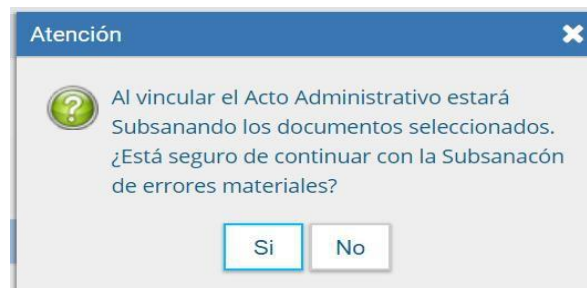 Atención
Al vincular el Acto Administrativo estará
Subsanando los documentos seleccionados.
¿Está seguro de continuar con la Subsanacón
de errores materiales?
Si No